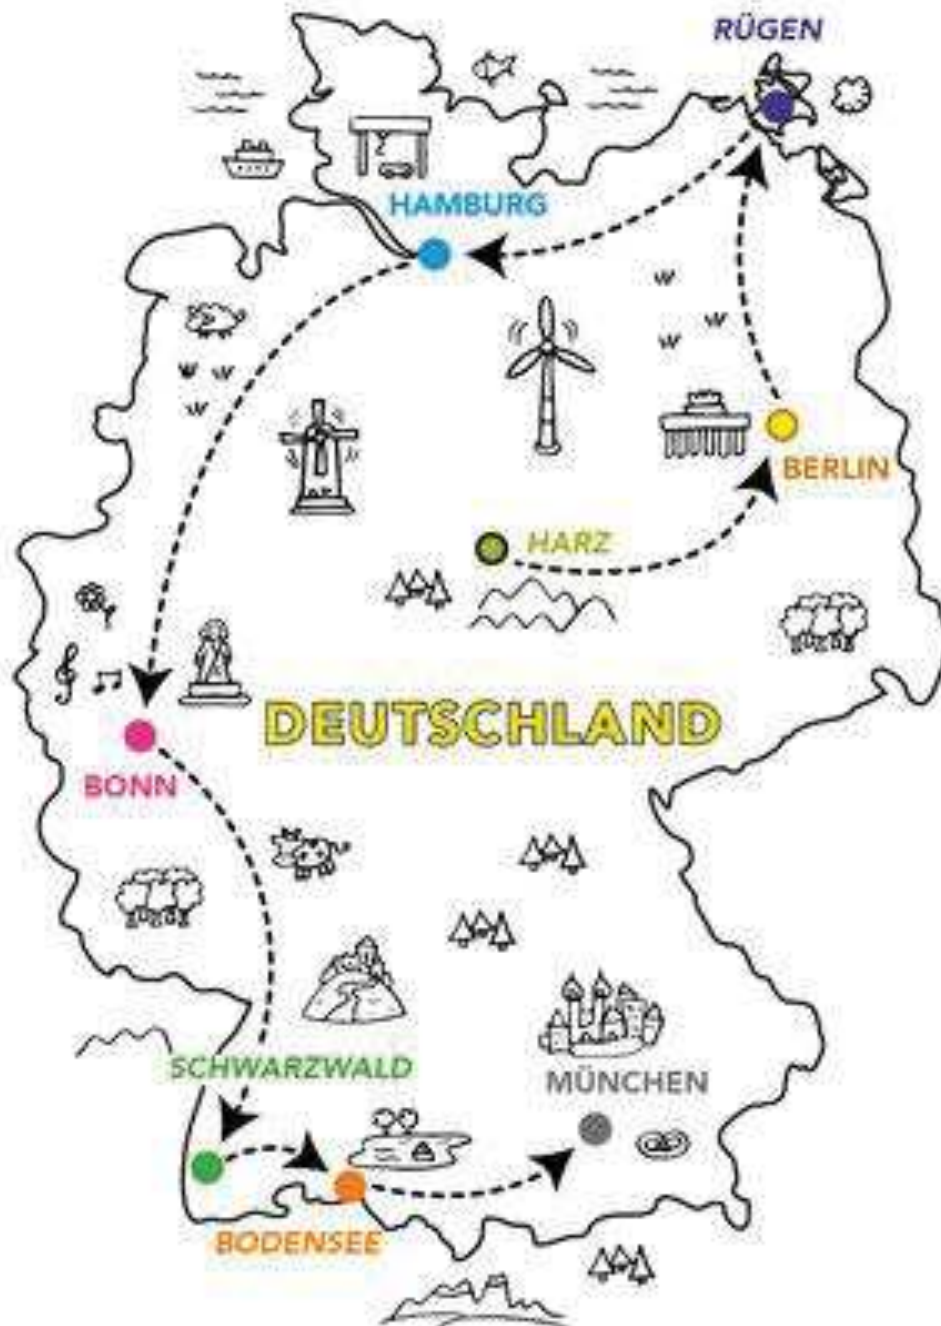 RÜGEN
HAMBURG
BERLIN
HARZ
DEUTSCHLAND
BONN
SCHWARZWALD
MÜNCHEN
BODENSEE